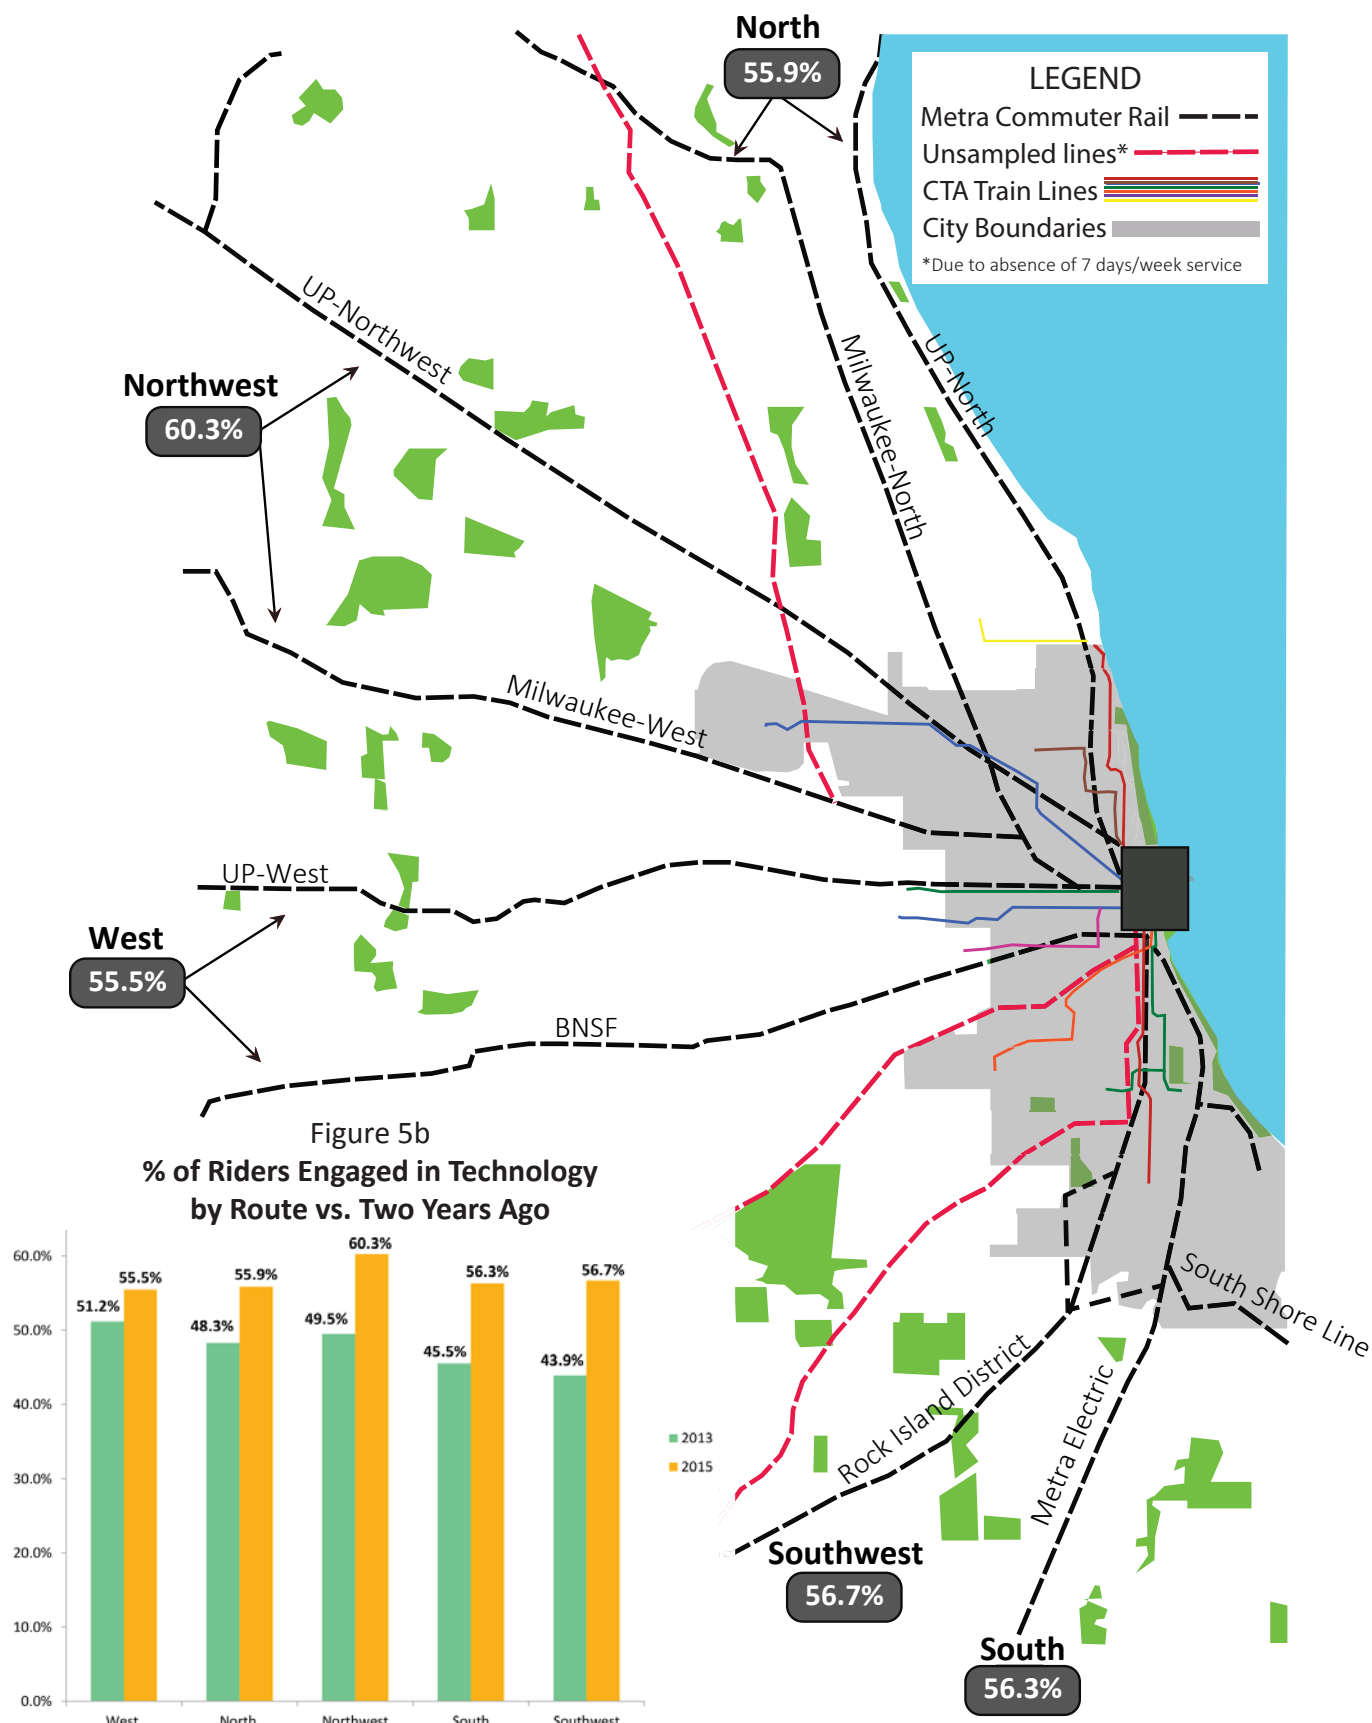 North
55.9%
LEGEND
Metra Commuter Rail
Unsampled lines*
CTA Train Lines
City Boundaries
*Due to absence of 7 days/week service
UP-Northwest
Milwaukee-North
UP-North
Northwest
60.3%
Milwaukee-West
UP-West
West
55.5%
BNSF
Figure 5b
% of Riders Engaged in Technology
by Route vs. Two Years Ago
60.0%
50.0%
40.0%
30.0%
20.0%
10.0%
0.0%
51.2%
55.5%
48.3%
55.9%
49.5%
60.3%
45.5%
56.3%
43.9%
56.7%
West
North
Northwest
South
Southwest
2013
2015
South Shore Line
Rock Island District
Metra Electric
Southwest
56.7%
South
56.3%